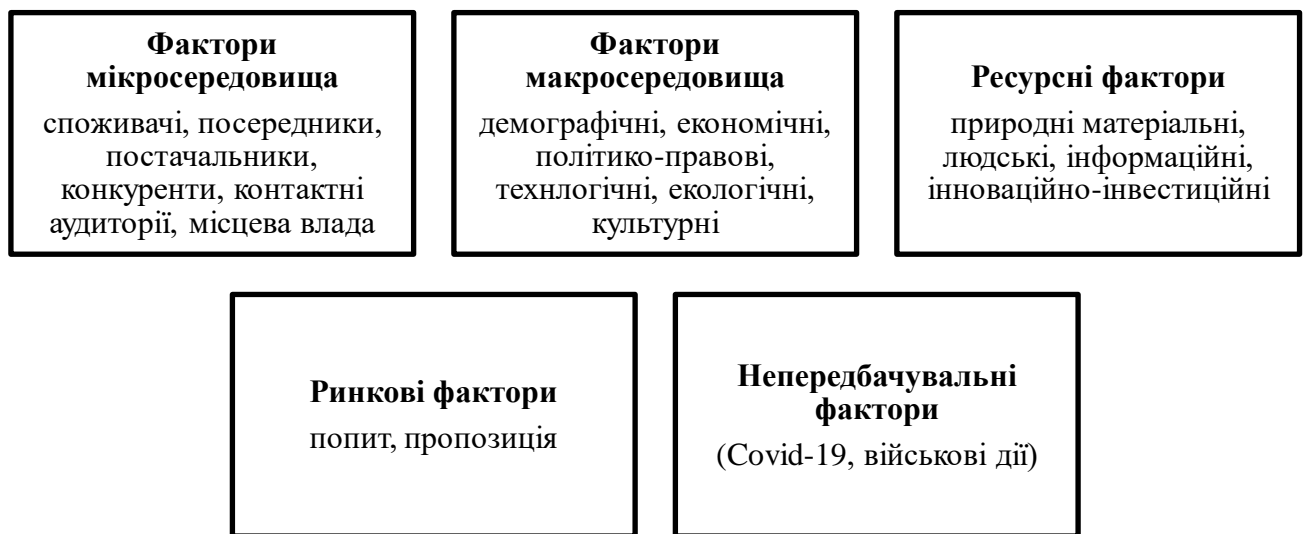 Фактори
мікросередовища
споживачі, посередники,
постачальники,
конкуренти, контактні
аудиторії, місцева влада
Фактори
макросередовища
демографічні, економічні,
політико-правові,
технлогічні, екологічні,
культурні
Ресурсні фактори
природні матеріальні,
людські, інформаційні,
інноваційно-інвестиційні
Ринкові фактори
попит, пропозиція
Непередбачувальні
фактори
(Covid-19, військові дії)